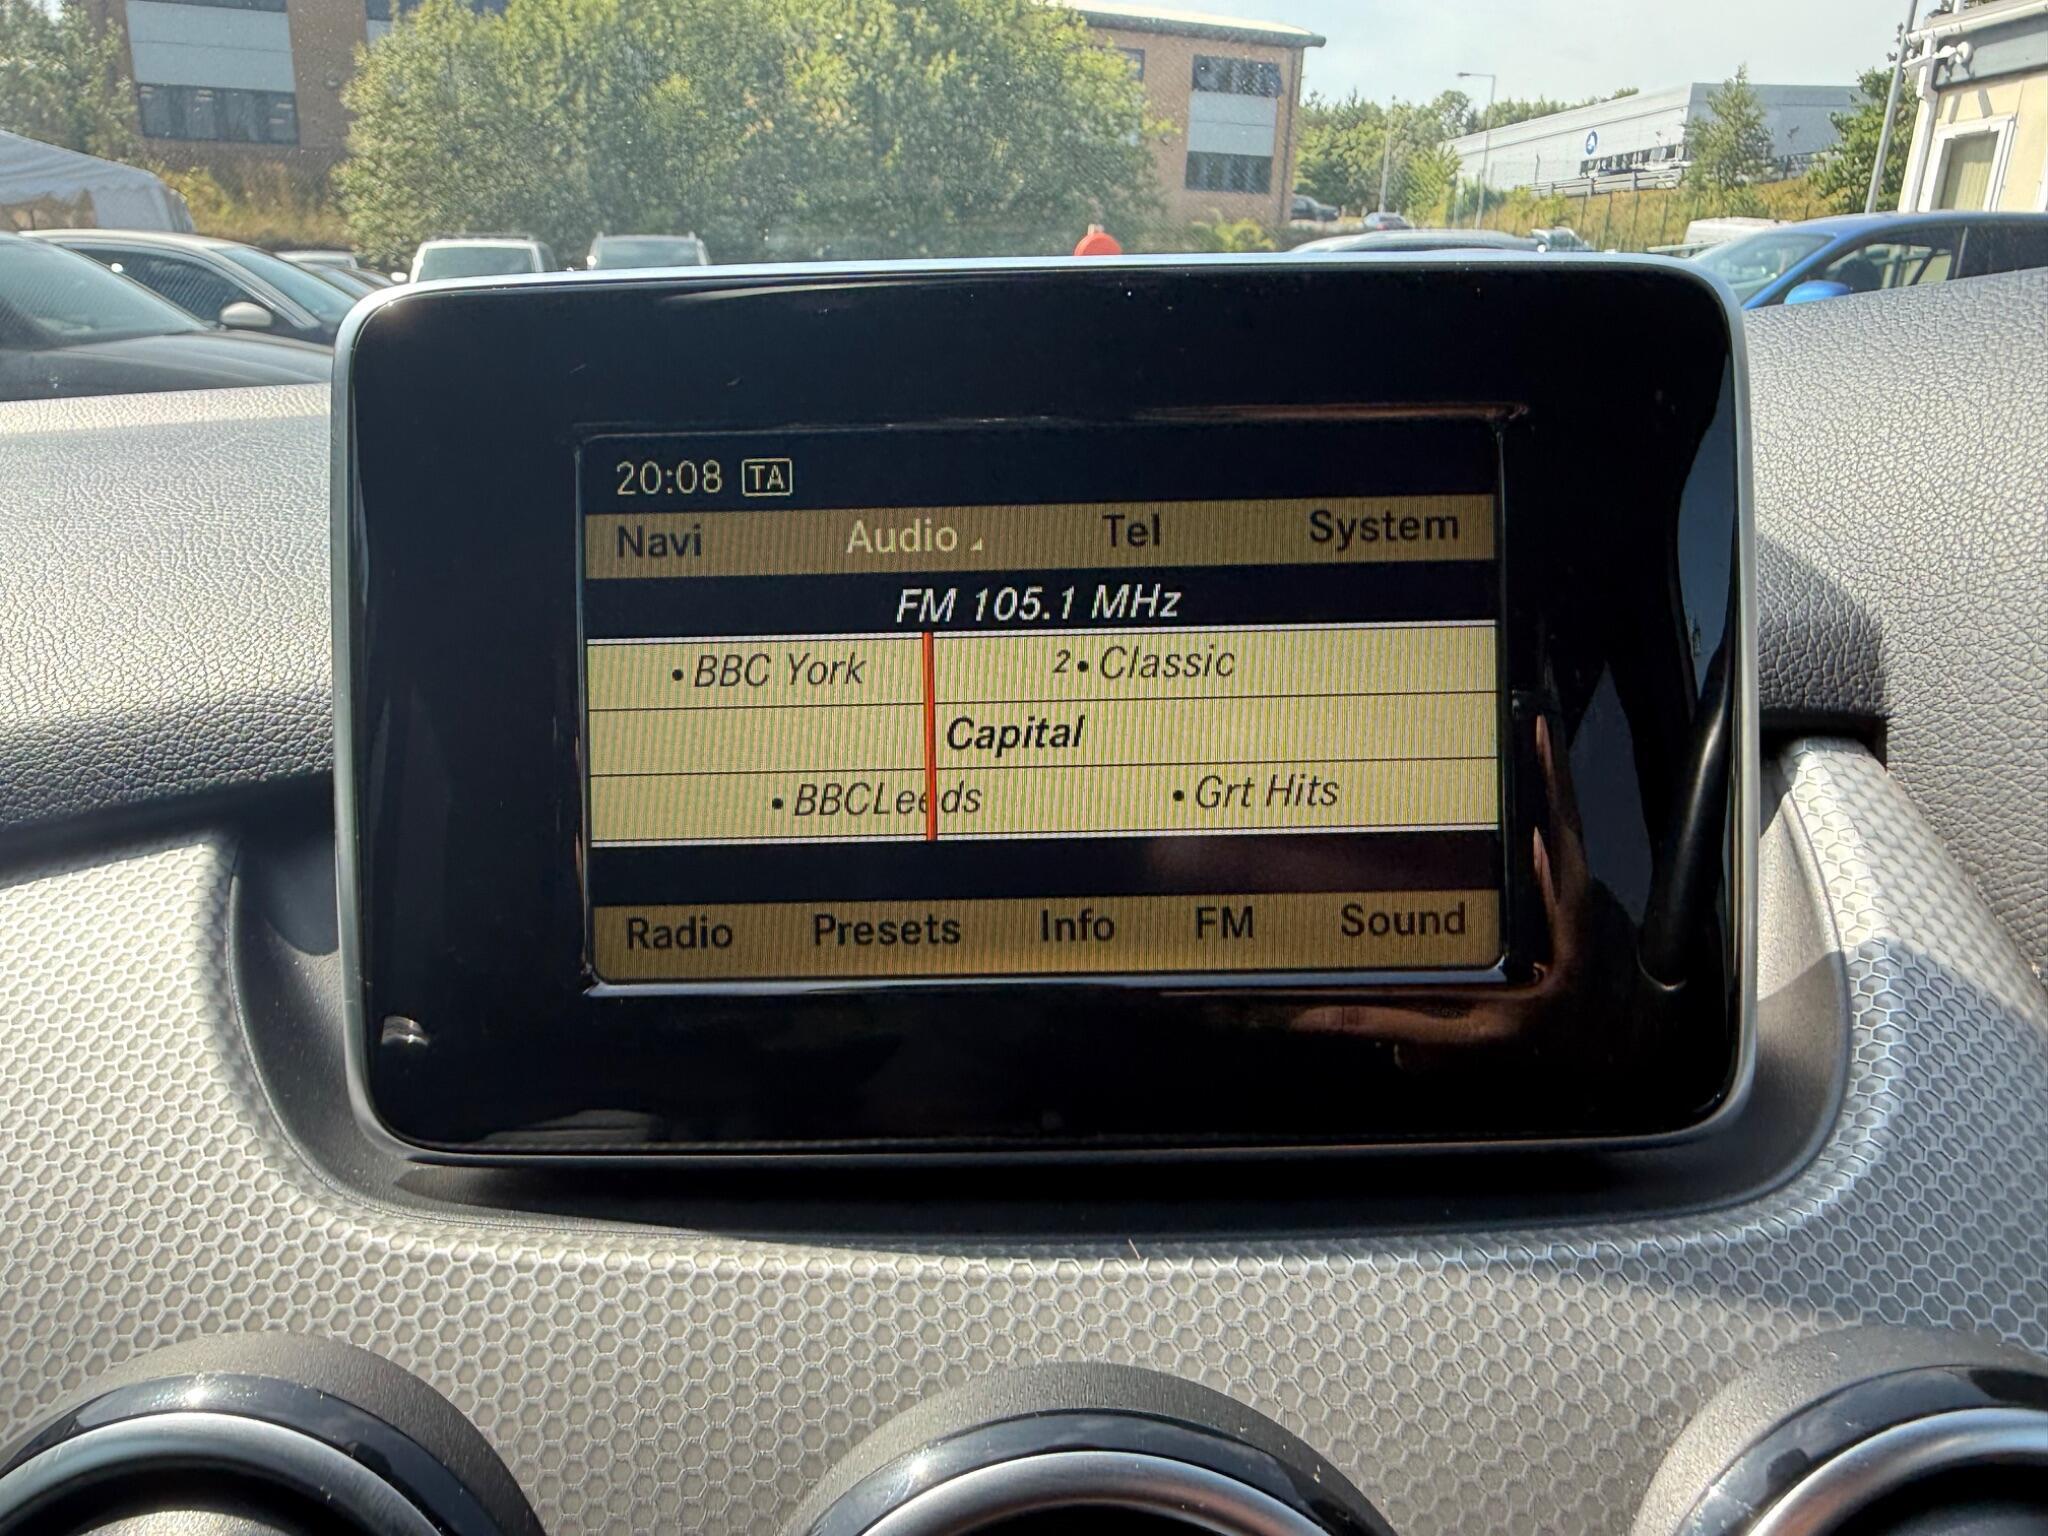 20:08 TA
Navi Audio Tel System
FM 105.1 MHz
•BBC York 2•Classic
Capital
•BBCLeeds •Grt Hits
Radio Presets Info FM Sound